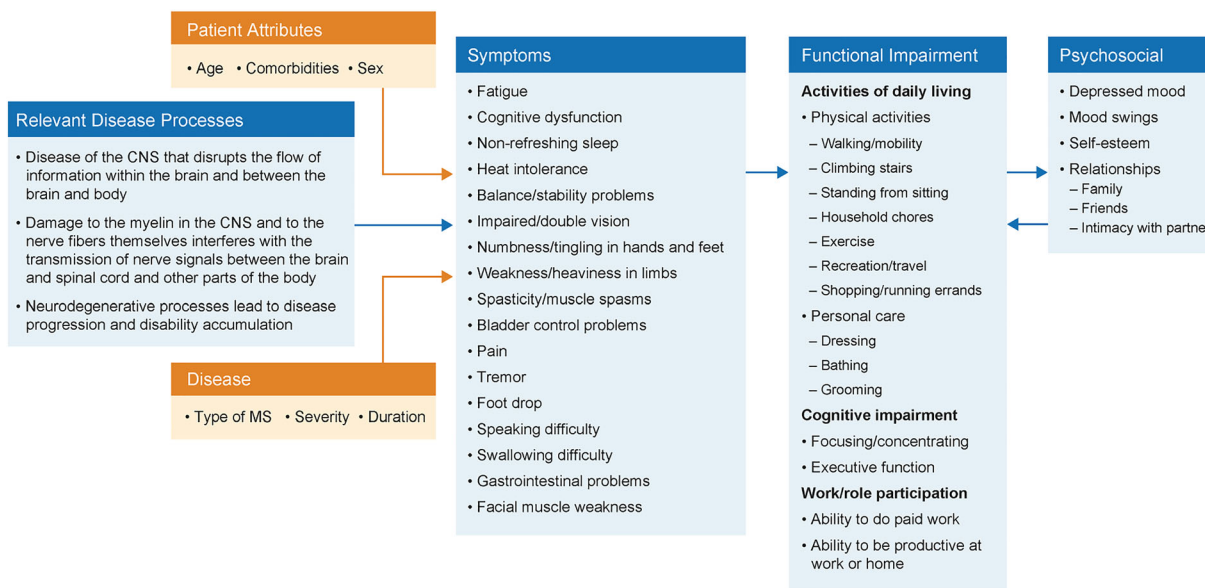 Patient Attributes
• Age • Comorbidities • Sex
Relevant Disease Processes
• Disease of the CNS that disrupts the flow of
information within the brain and between the
brain and body
• Damage to the myelin in the CNS and to the
nerve fibers themselves interferes with the
transmission of nerve signals between the brain
and spinal cord and other parts of the body
• Neurodegenerative processes lead to disease
progression and disability accumulation
Disease
• Type of MS • Severity • Duration
Symptoms
• Fatigue
• Cognitive dysfunction
• Non-refreshing sleep
• Heat intolerance
• Balance/stability problems
• Impaired/double vision
• Numbness/tingling in hands and feet
• Weakness/heaviness in limbs
• Spasticity/muscle spasms
• Bladder control problems
• Pain
• Tremor
• Foot drop
• Speaking difficulty
• Swallowing difficulty
• Gastrointestinal problems
• Facial muscle weakness
Functional Impairment
Activities of daily living
• Physical activities
– Walking/mobility
– Climbing stairs
– Standing from sitting
– Household chores
– Exercise
– Recreation/travel
– Shopping/running errands
• Personal care
– Dressing
– Bathing
– Grooming
Cognitive impairment
• Focusing/concentrating
• Executive function
Work/role participation
• Ability to do paid work
• Ability to be productive at
work or home
Psychosocial
• Depressed mood
• Mood swings
• Self-esteem
• Relationships
– Family
– Friends
– Intimacy with partner